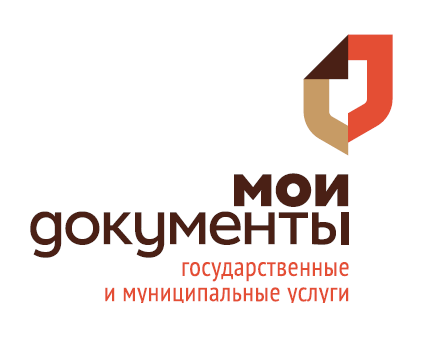 мои
документы
государственные
и муниципальные услуги